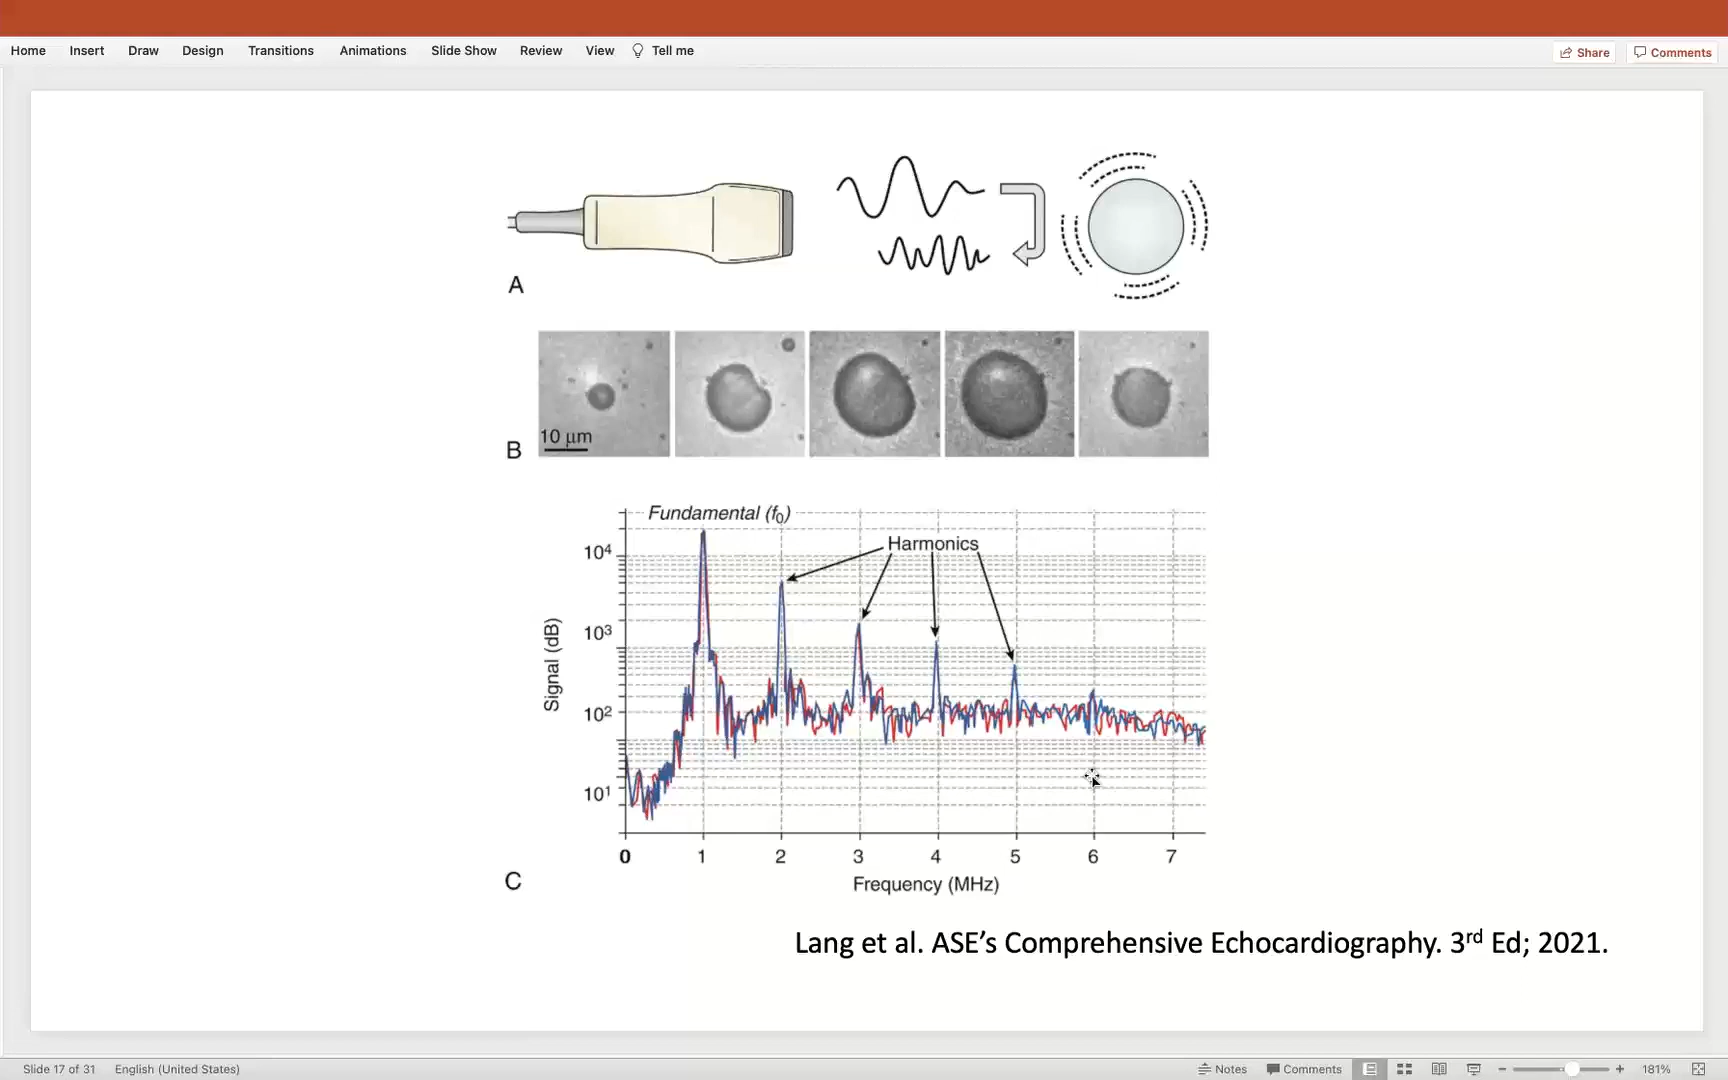 Home Insert Draw Design Transitions Animations Slide Show Review View Tell me Share Comments
A
10 μm
B
Fundamental (f₀)
Harmonics
10⁴
10³
10²
10¹
Signal (dB)
0 1 2 3 4 5 6 7
Frequency (MHz)
C
Lang et al. ASE’s Comprehensive Echocardiography. 3rd Ed; 2021.
Slide 17 of 31 English (United States) Notes Comments 181%